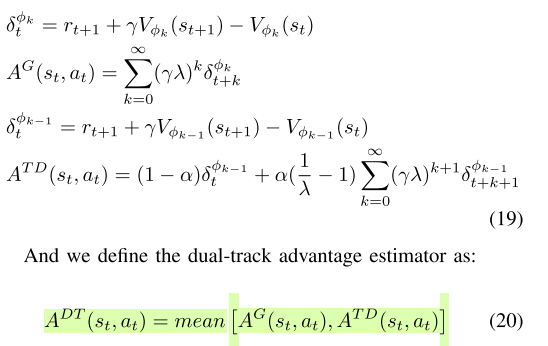 δ_t^{ϕ_k} = r_{t+1} + γV_{ϕ_k}(s_{t+1}) − V_{ϕ_k}(s_t)
A^G(s_t, a_t) = ∑_{k=0}^{∞} (γλ)^k δ_{t+k}^{ϕ_k}
δ_t^{ϕ_{k−1}} = r_{t+1} + γV_{ϕ_{k−1}}(s_{t+1}) − V_{ϕ_{k−1}}(s_t)
A^{TD}(s_t, a_t) = (1 − α)δ_t^{ϕ_{k−1}} + α(\frac{1}{λ} − 1) ∑_{k=0}^{∞} (γλ)^{k+1} δ_{t+k+1}^{ϕ_{k−1}}
(19)
And we define the dual-track advantage estimator as:
A^{DT}(s_t, a_t) = mean [A^G(s_t, a_t), A^{TD}(s_t, a_t)] (20)